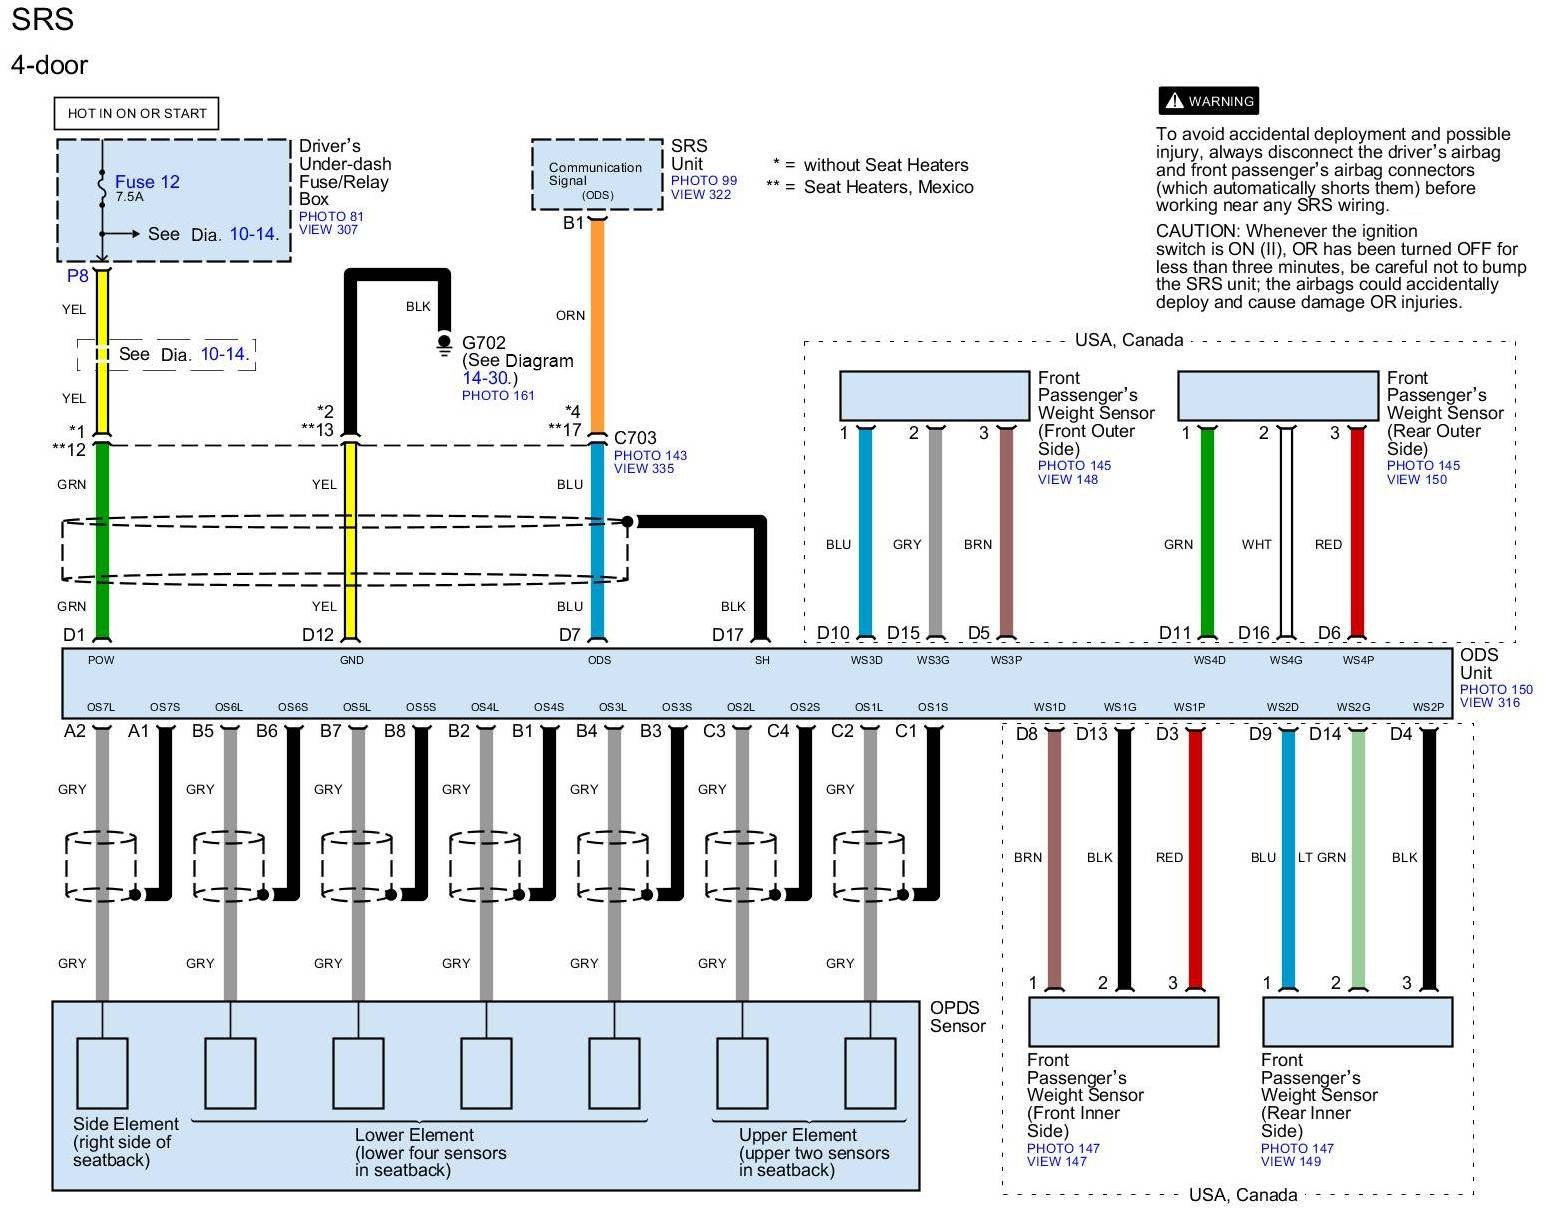 SRS
4-door
HOT IN ON OR START
Fuse 12
7.5A
See Dia. 10-14.
Driver's
Under-dash
Fuse/Relay
Box
PHOTO 81
VIEW 307
Communication
Signal
(ODS)
SRS
Unit
PHOTO 99
VIEW 322
* = without Seat Heaters
** = Seat Heaters, Mexico
WARNING
To avoid accidental deployment and possible
injury, always disconnect the driver's airbag
and front passenger's airbag connectors
(which automatically shorts them) before
working near any SRS wiring.
CAUTION: Whenever the ignition
switch is ON (II), OR has been turned OFF for
less than three minutes, be careful not to bump
the SRS unit; the airbags could accidentally
deploy and cause damage OR injuries.
P8
B1
YEL
BLK
ORN
See Dia. 10-14.
G702
(See Diagram
14-30.)
PHOTO 161
YEL
*1
**12
*2
**13
*4
**17
C703
PHOTO 143
VIEW 335
GRN
YEL
BLU
GRN
YEL
BLU
BLK
D1
D12
D7
D17
USA, Canada
Front
Passenger's
Weight Sensor
(Front Outer
Side)
PHOTO 145
VIEW 148
Front
Passenger's
Weight Sensor
(Rear Outer
Side)
PHOTO 145
VIEW 150
1
2
3
1
2
3
BLU
GRY
BRN
GRN
WHT
RED
D10
D15
D5
D11
D16
D6
POW
GND
ODS
SH
WS3D
WS3G
WS3P
WS4D
WS4G
WS4P
ODS
Unit
PHOTO 150
VIEW 316
OS7L
OS7S
OS6L
OS6S
OS5L
OS5S
OS4L
OS4S
OS3L
OS3S
OS2L
OS2S
OS1L
OS1S
WS1D
WS1G
WS1P
WS2D
WS2G
WS2P
A2
A1
B5
B6
B7
B8
B2
B1
B4
B3
C3
C4
C2
C1
D8
D13
D3
D9
D14
D4
GRY
GRY
GRY
GRY
GRY
GRY
GRY
BRN
BLK
RED
BLU
LT GRN
BLK
GRY
GRY
GRY
GRY
GRY
GRY
GRY
1
2
3
1
2
3
OPDS
Sensor
Side Element
(right side of
seatback)
Lower Element
(lower four sensors
in seatback)
Upper Element
(upper two sensors
in seatback)
Front
Passenger's
Weight Sensor
(Front Inner
Side)
PHOTO 147
VIEW 147
Front
Passenger's
Weight Sensor
(Rear Inner
Side)
PHOTO 147
VIEW 149
USA, Canada